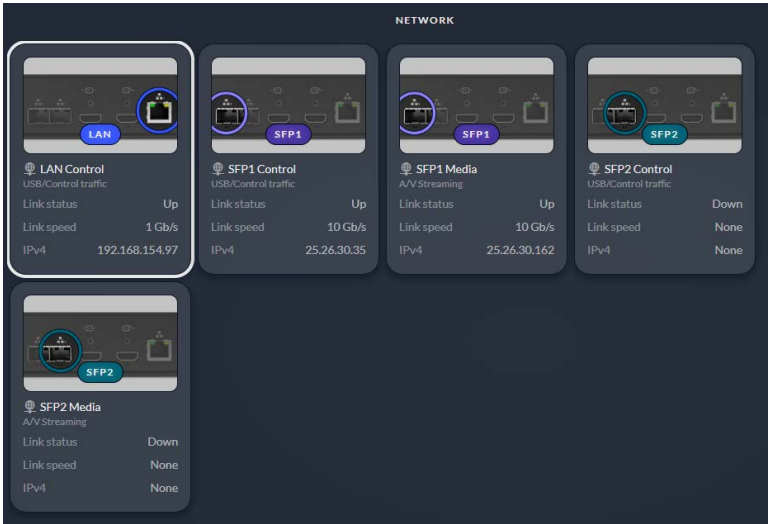 NETWORK
LAN
LAN Control
USB/Control traffic
Link status Up
Link speed 1 Gb/s
IPv4 192.168.154.97
SFP1
SFP1 Control
USB/Control traffic
Link status Up
Link speed 10 Gb/s
IPv4 25.26.30.35
SFP1
SFP1 Media
A/V Streaming
Link status Up
Link speed 10 Gb/s
IPv4 25.26.30.162
SFP2
SFP2 Control
USB/Control traffic
Link status Down
Link speed None
IPv4 None
SFP2
SFP2 Media
A/V Streaming
Link status Down
Link speed None
IPv4 None